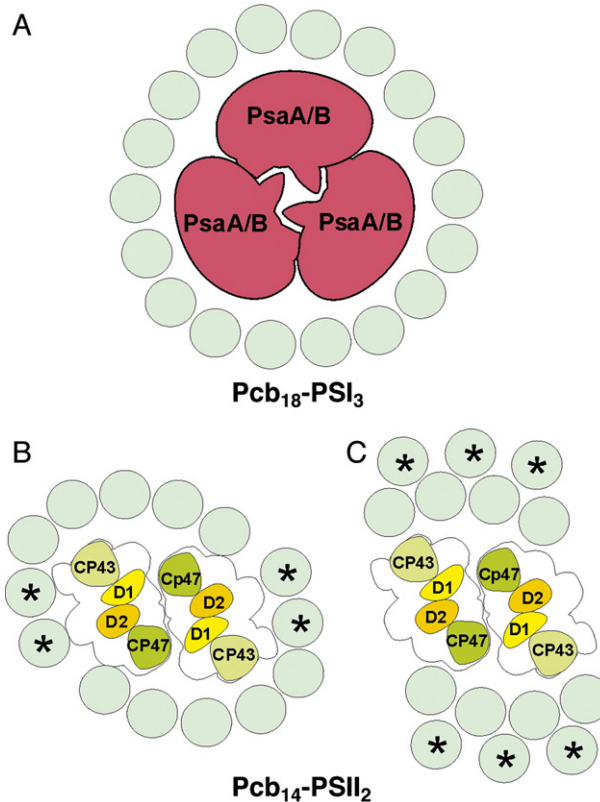 A
PsaA/B
PsaA/B PsaA/B
Pcb₁₈-PSI₃
B
C
* * *
CP43 Cp47 * CP43 Cp47
* D1 D2 D1 D2
* D2 D1 * D2 D1
CP47 CP43 CP47 CP43
* * *
Pcb₁₄-PSII₂